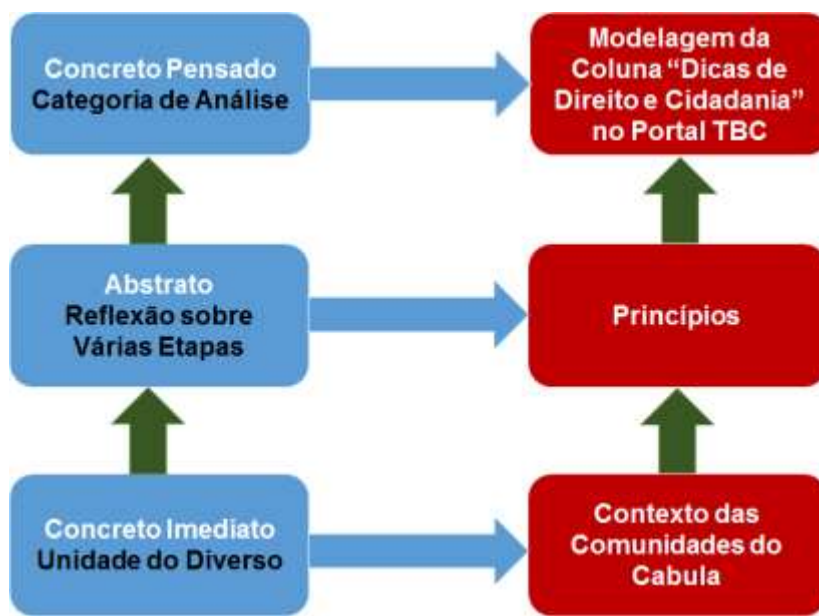 Concreto Pensado
Categoria de Análise
Modelagem da
Coluna “Dicas de
Direito e Cidadania”
no Portal TBC
Abstrato
Reflexão sobre
Várias Etapas
Princípios
Concreto Imediato
Unidade do Diverso
Contexto das
Comunidades do
Cabula